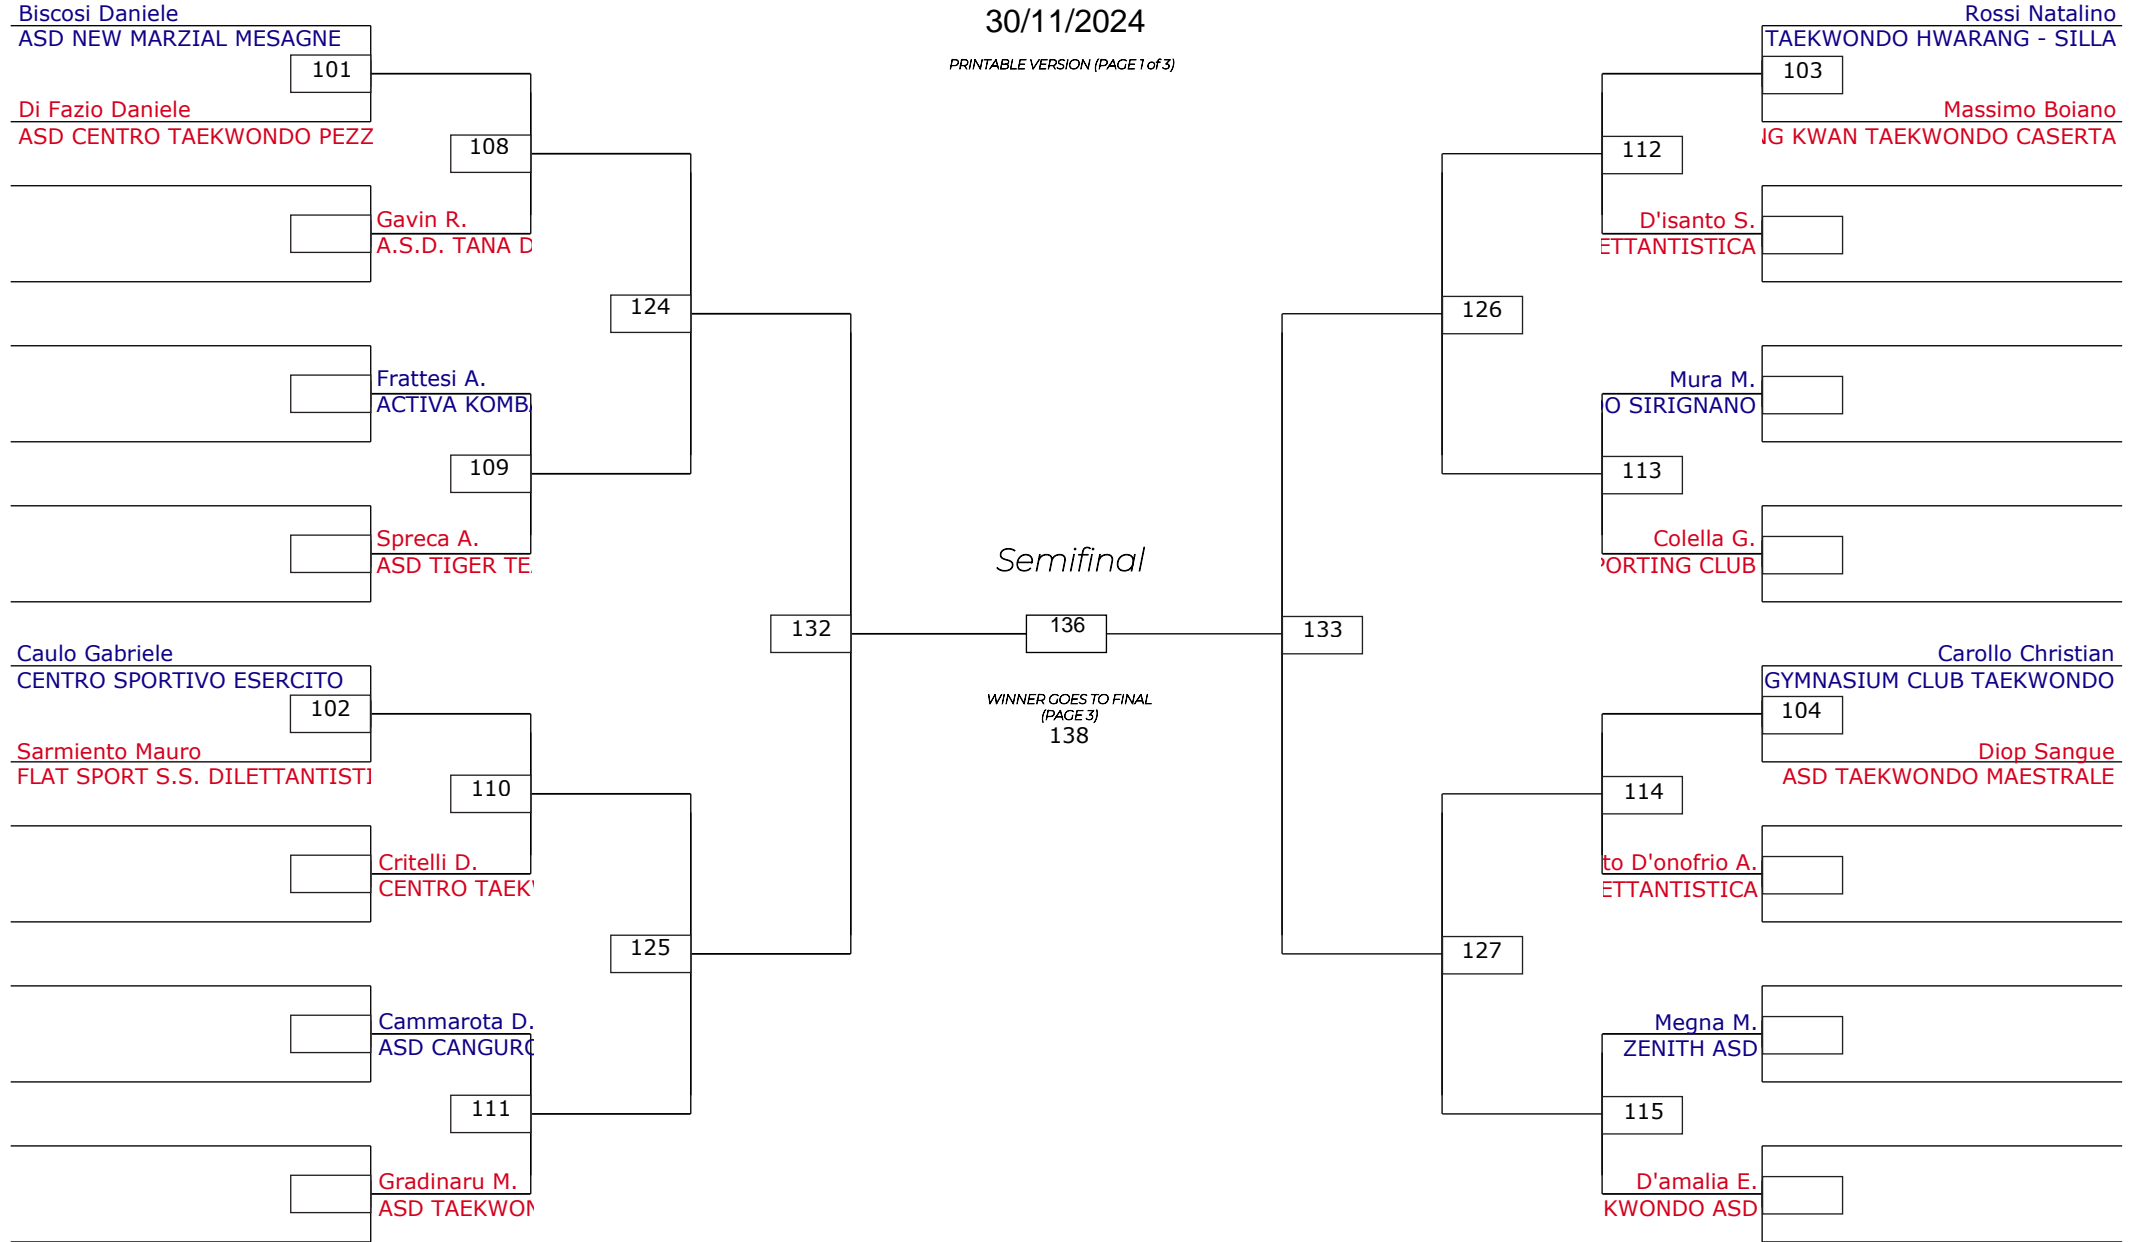 30/11/2024
PRINTABLE VERSION (PAGE 1 of 3)
Biscosi Daniele
ASD NEW MARZIAL MESAGNE
101
Di Fazio Daniele
ASD CENTRO TAEKWONDO PEZZ
108
Gavin R.
A.S.D. TANA D
124
Frattesi A.
ACTIVA KOMB
109
Spreca A.
ASD TIGER TE
132
Caulo Gabriele
CENTRO SPORTIVO ESERCITO
102
Sarmiento Mauro
FLAT SPORT S.S. DILETTANTISTI
110
Critelli D.
CENTRO TAEK
125
Cammarota D.
ASD CANGURO
111
Gradinaru M.
ASD TAEKWON
Semifinal
136
WINNER GOES TO FINAL
(PAGE 3)
138
Rossi Natalino
TAEKWONDO HWARANG - SILLA
103
Massimo Boiano
NG KWAN TAEKWONDO CASERTA
112
D'isanto S.
ETTANTISTICA
126
Mura M.
DO SIRIGNANO
113
Colella G.
PORTING CLUB
133
Carollo Christian
GYMNASIUM CLUB TAEKWONDO
104
Diop Sangue
ASD TAEKWONDO MAESTRALE
114
to D'onofrio A.
ETTANTISTICA
127
Megna M.
ZENITH ASD
115
D'amalia E.
KWONDO ASD